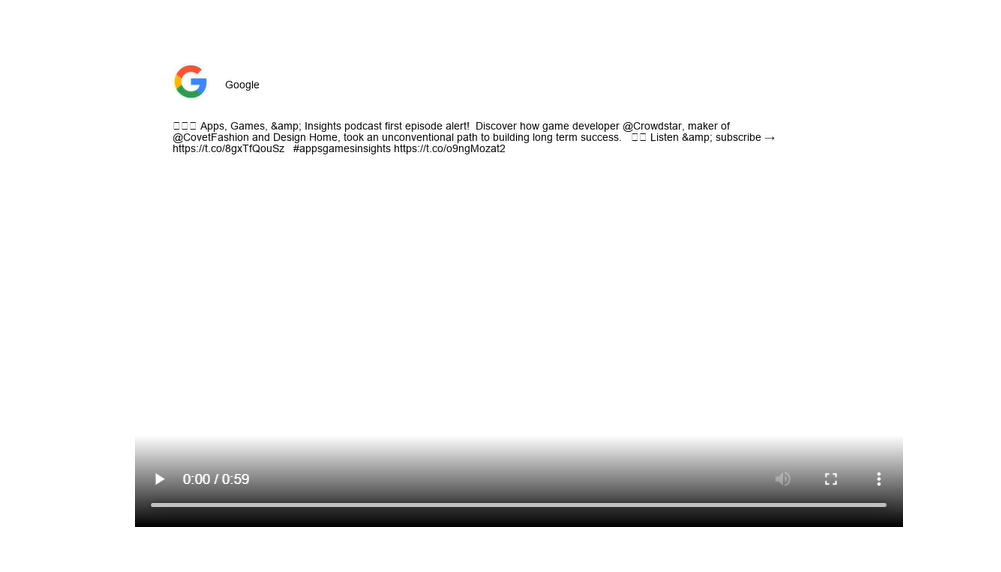 Google
Apps, Games, &amp; Insights podcast first episode alert!  Discover how game developer @Crowdstar, maker of
@CovetFashion and Design Home, took an unconventional path to building long term success.   Listen &amp; subscribe →
https://t.co/8gxTfQouSz   #appsgamesinsights https://t.co/o9ngMozat2
0:00 / 0:59